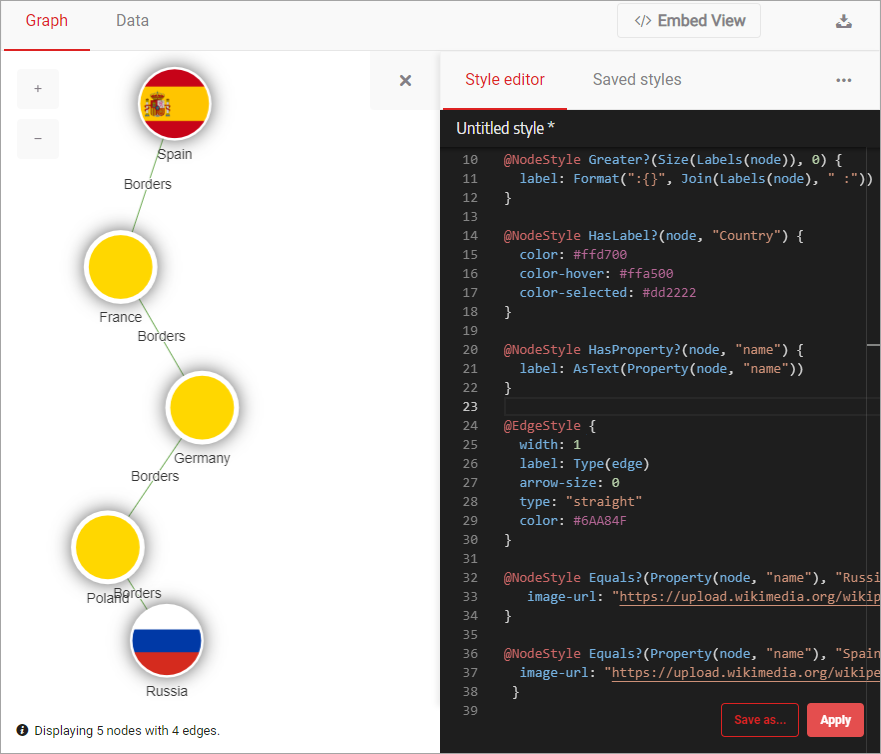 Graph
Data
</> Embed View
+
−
Spain
Borders
France
Borders
Germany
Borders
Poland
Borders
Russia
Displaying 5 nodes with 4 edges.
Style editor
Saved styles
Untitled style *
10 @NodeStyle Greater?(Size(Labels(node)), 0) {
11 label: Format(":{}", Join(Labels(node), " :"))
12 }
13
14 @NodeStyle HasLabel?(node, "Country") {
15 color: #ffd700
16 color-hover: #ffa500
17 color-selected: #dd2222
18 }
19
20 @NodeStyle HasProperty?(node, "name") {
21 label: AsText(Property(node, "name"))
22 }
23
24 @EdgeStyle {
25 width: 1
26 label: Type(edge)
27 arrow-size: 0
28 type: "straight"
29 color: #6AA84F
30 }
31
32 @NodeStyle Equals?(Property(node, "name"), "Russi
33 image-url: "https://upload.wikimedia.org/wikip
34 }
35
36 @NodeStyle Equals?(Property(node, "name"), "Spain
37 image-url: "https://upload.wikimedia.org/wikipe
38 }
39
Save as...
Apply